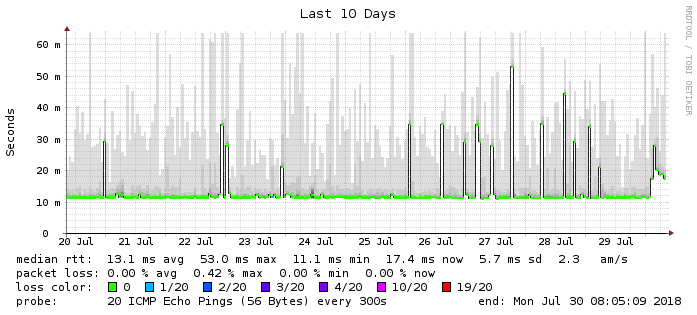 Last 10 Days
RRDTOOL / TOBI OETIKER
Seconds
60 m
50 m
40 m
30 m
20 m
10 m
0
20 Jul 21 Jul 22 Jul 23 Jul 24 Jul 25 Jul 26 Jul 27 Jul 28 Jul 29 Jul
median rtt: 13.1 ms avg 53.0 ms max 11.1 ms min 17.4 ms now 5.7 ms sd 2.3 am/s
packet loss: 0.00 % avg 0.42 % max 0.00 % min 0.00 % now
loss color: 0 1/20 2/20 3/20 4/20 10/20 19/20
probe: 20 ICMP Echo Pings (56 Bytes) every 300s end: Mon Jul 30 08:05:09 2018